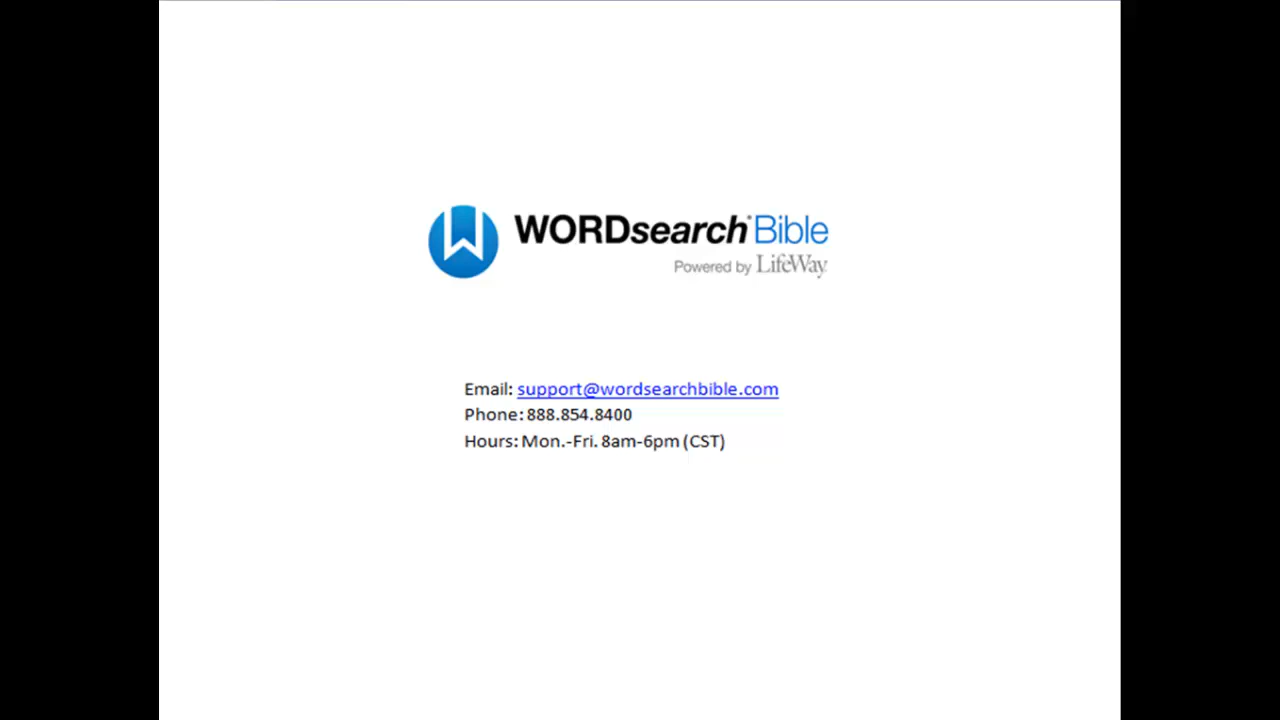 WORDsearch® Bible
Powered by LifeWay
Email: support@wordsearchbible.com
Phone: 888.854.8400
Hours: Mon.-Fri. 8am-6pm (CST)